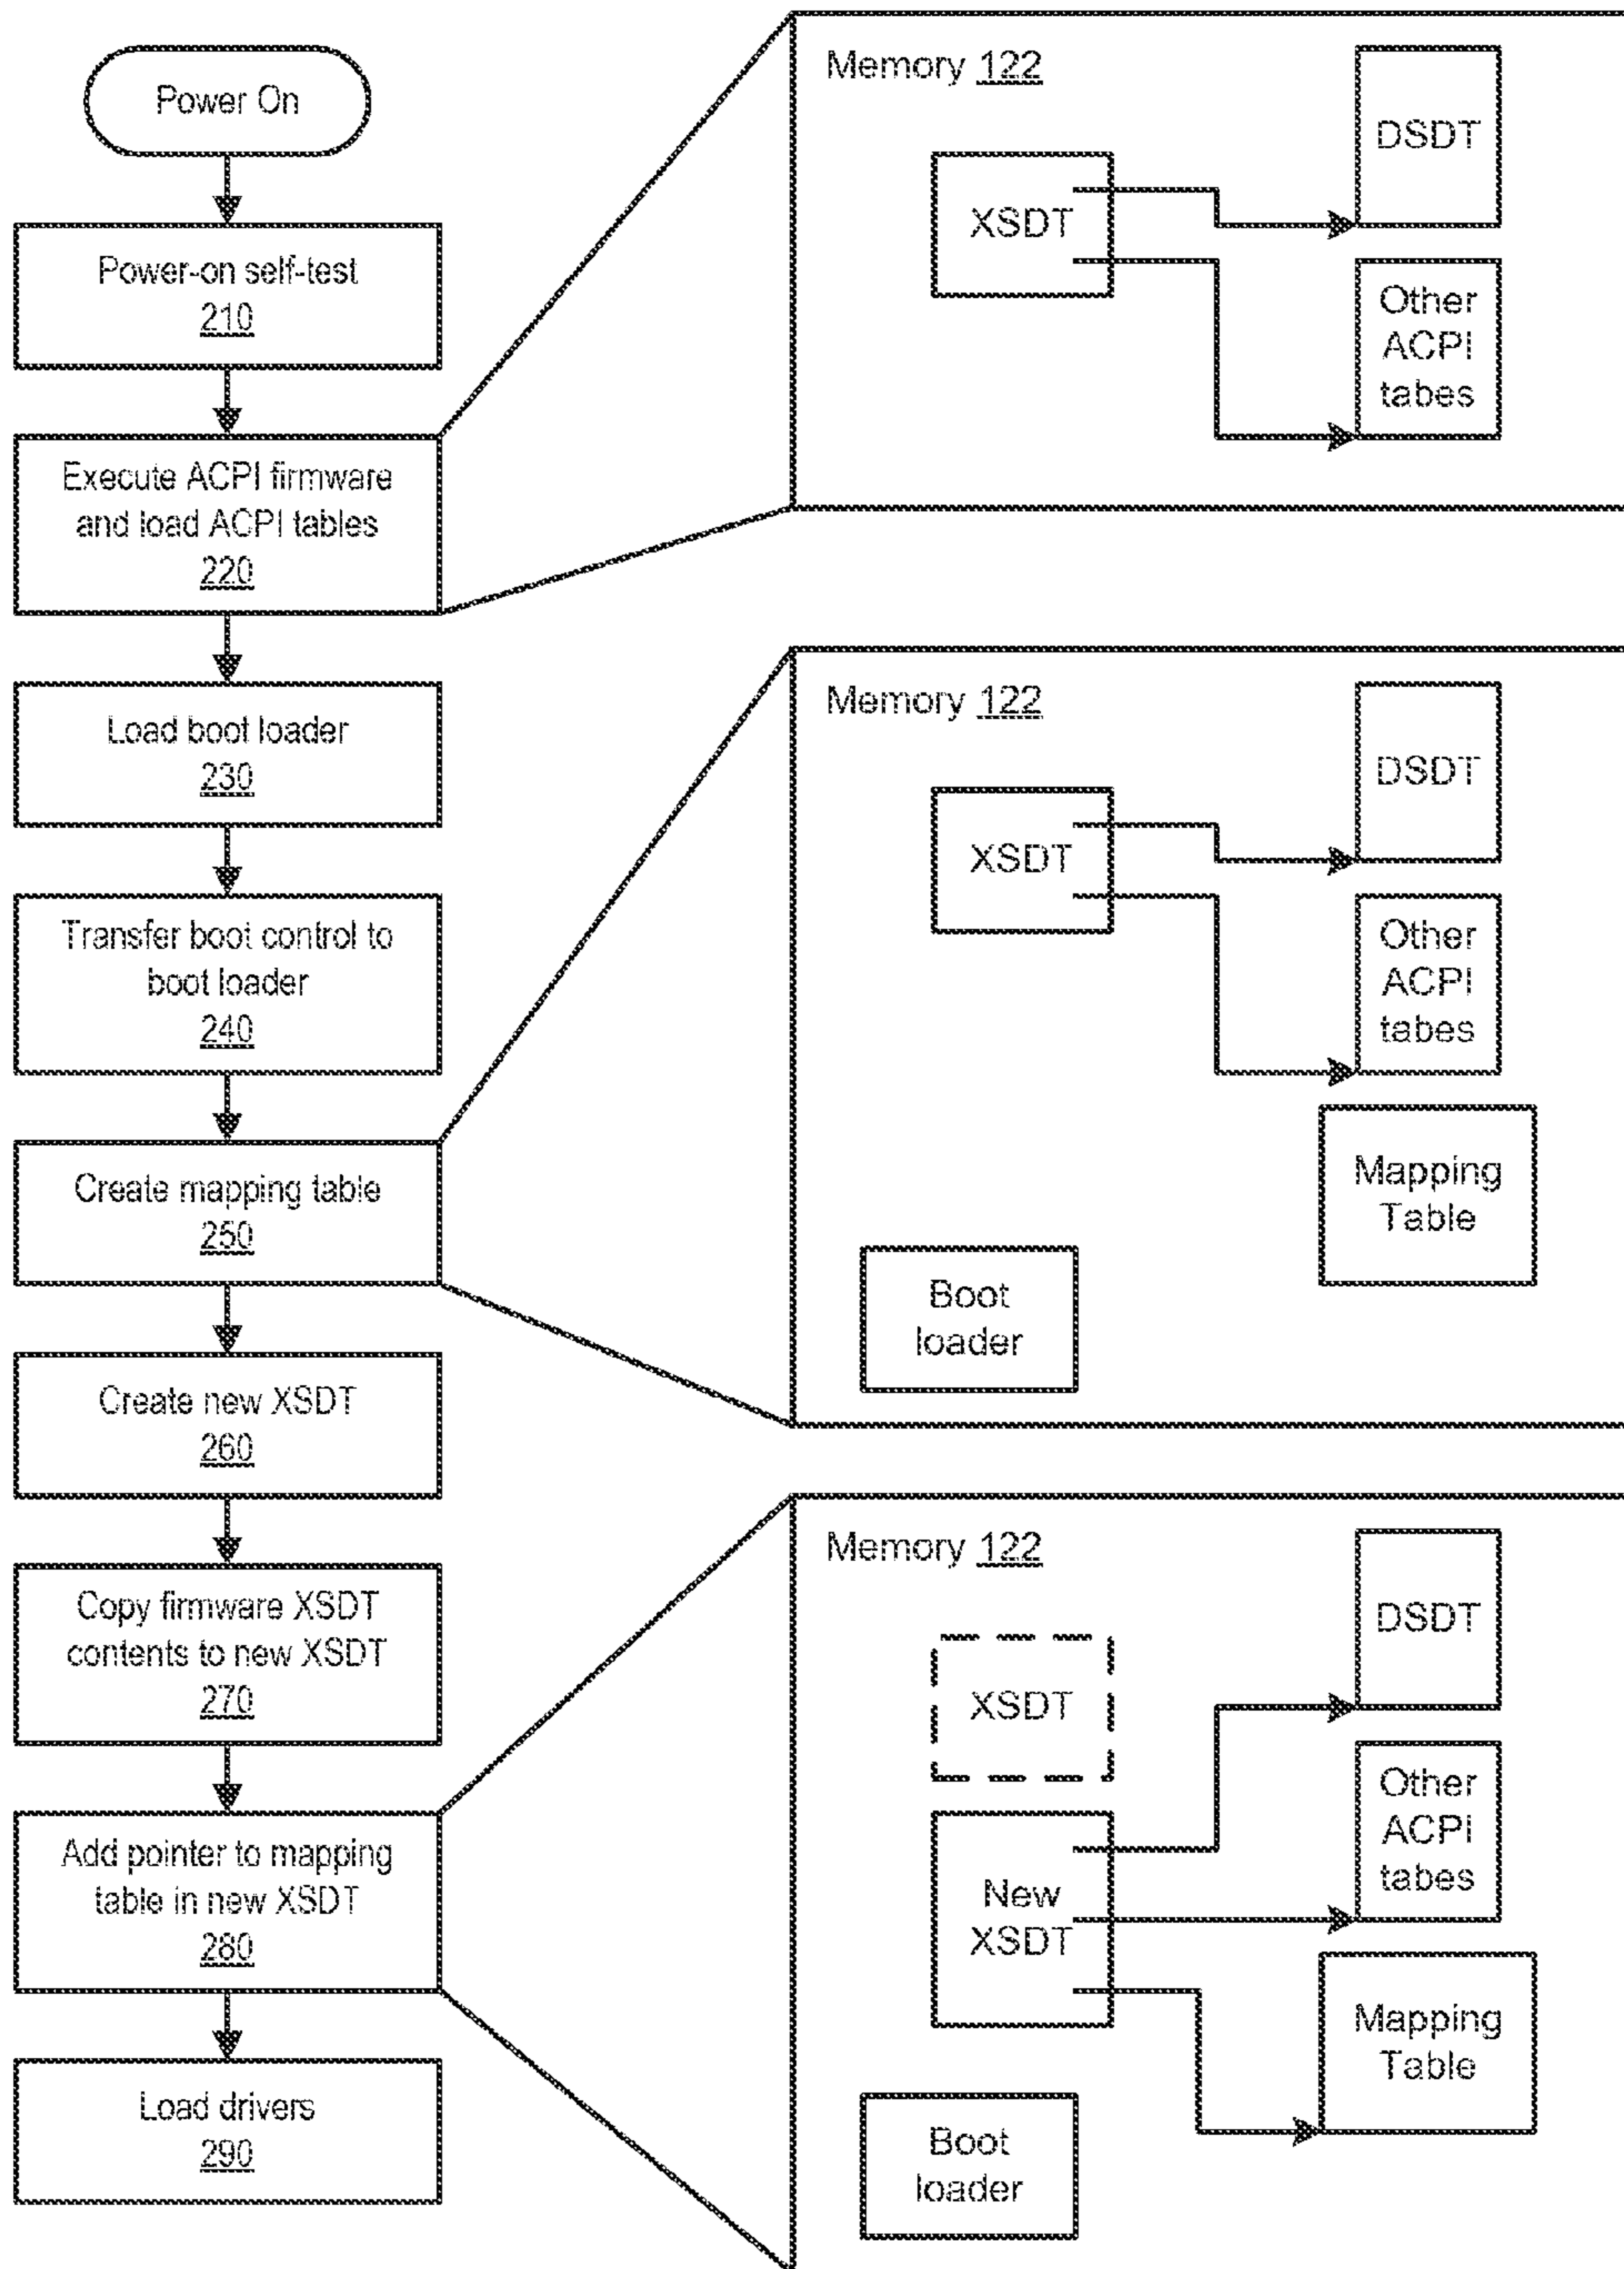 Power On
Power-on self-test
210
Execute ACPI firmware
and load ACPI tables
220
Load boot loader
230
Transfer boot control to
boot loader
240
Create mapping table
250
Create new XSDT
260
Copy firmware XSDT
contents to new XSDT
270
Add pointer to mapping
table in new XSDT
280
Load drivers
290
Memory 122
DSDT
XSDT
Other
ACPI
tabes
Memory 122
DSDT
XSDT
Other
ACPI
tabes
Mapping
Table
Boot
loader
Memory 122
DSDT
XSDT
Other
ACPI
tabes
New
XSDT
Mapping
Table
Boot
loader